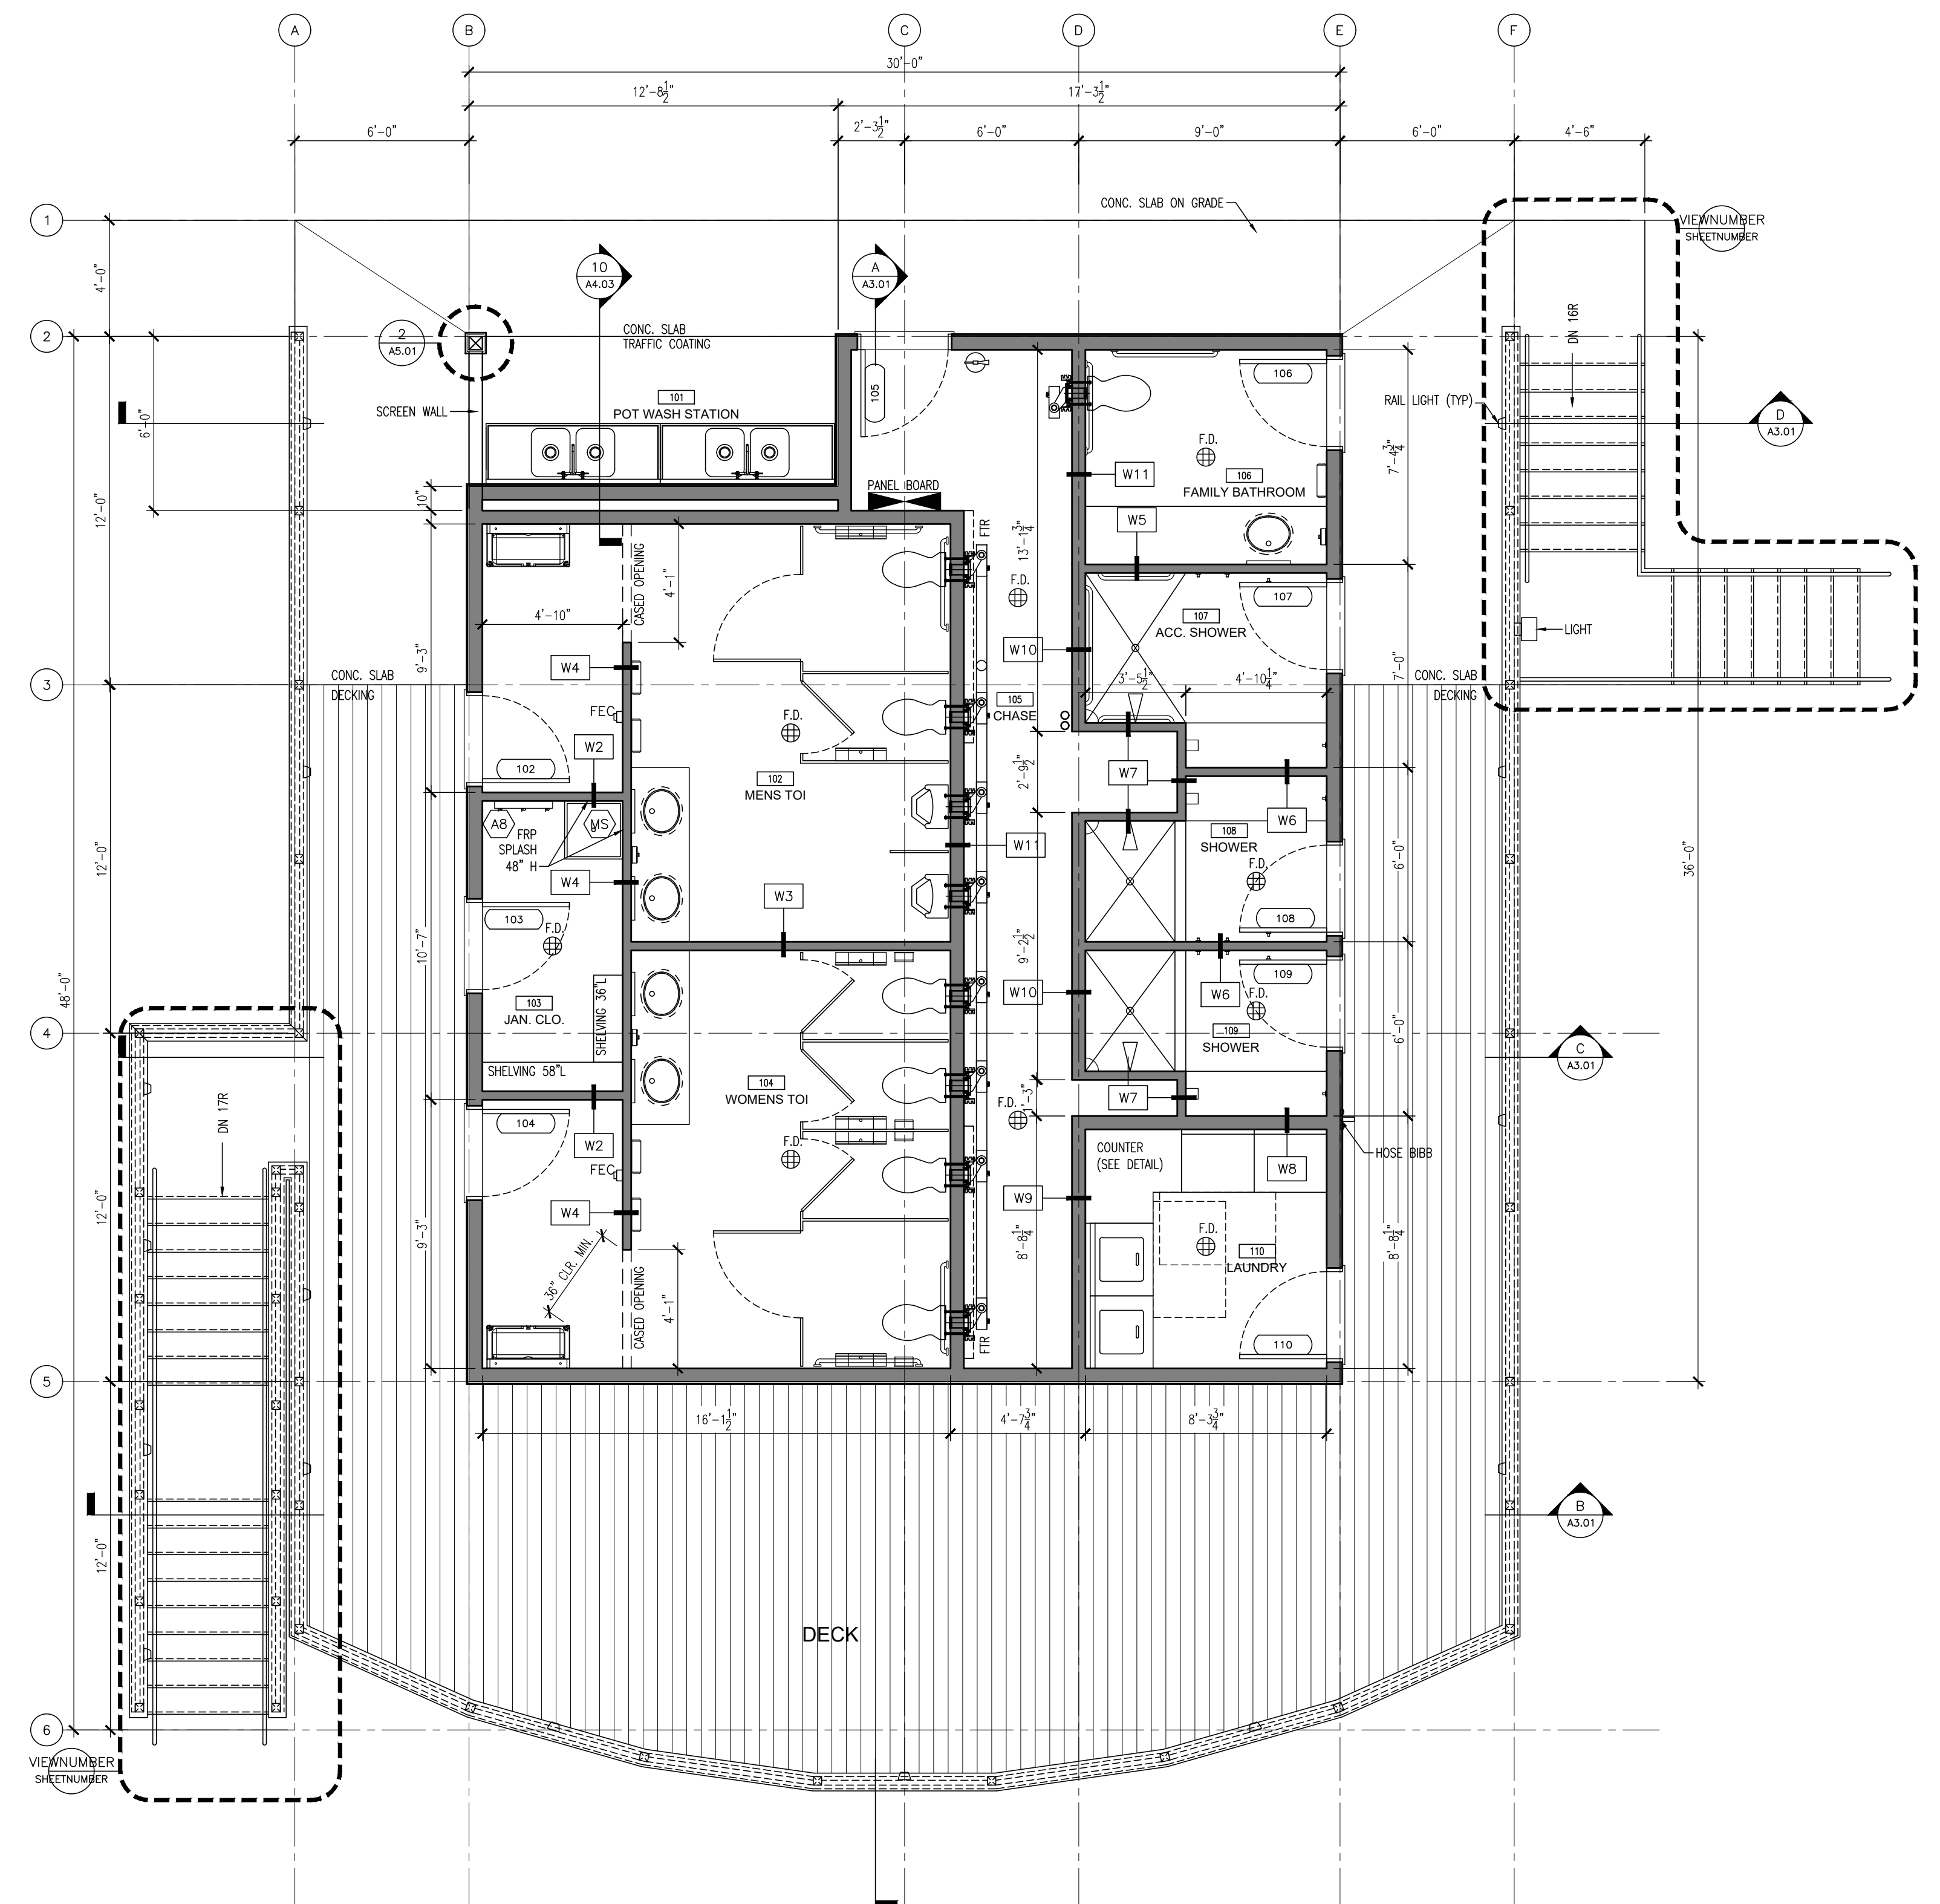 A
B
C
D
E
F
30'-0"
12'-8 1/2"
17'-3 1/2"
6'-0"
2'-3 1/2"
6'-0"
9'-0"
6'-0"
4'-6"
CONC. SLAB ON GRADE
1
VIEWNUMBER
SHEETNUMBER
4'-0"
10
A4.03
A
A3.01
2
2
A5.01
CONC. SLAB
TRAFFIC COATING
DN 16R
105
106
SCREEN WALL
101
POT WASH STATION
RAIL LIGHT (TYP)
D
A3.01
6'-0"
F.D.
7'-4 3/4"
W11
106
FAMILY BATHROOM
PANEL BOARD
10"
12'-0"
W5
FTR
13'-1 3/4"
CASED OPENING
4'-1"
F.D.
107
4'-10"
107
ACC. SHOWER
LIGHT
W4
W10
9'-3"
7'-0"
3
CONC. SLAB
DECKING
3'-5 1/2"
4'-10 1/4"
CONC. SLAB
DECKING
105
CHASE
FEC
F.D.
W2
102
102
MENS TOI
2'-9 1/2"
W7
A8
MS
FRP
SPLASH
48" H
W6
108
SHOWER
W11
F.D.
12'-0"
6'-0"
36'-0"
W4
W3
103
F.D.
108
10'-7"
9'-2 1/2"
109
W10
W6
F.D.
48'-0"
103
JAN. CLO.
SHELVING 36"L
109
SHOWER
6'-0"
4
C
A3.01
SHELVING 58"L
104
WOMENS TOI
W7
1'-3"
F.D.
DN 17R
104
W2
F.D.
COUNTER
(SEE DETAIL)
HOSE BIBB
FEC
W8
W9
W4
12'-0"
9'-3"
8'-8 1/4"
F.D.
110
LAUNDRY
8'-8 1/4"
36" CLR. MIN.
CASED OPENING
4'-1"
FTR
110
5
16'-1 1/2"
4'-7 3/4"
8'-3 3/4"
B
A3.01
12'-0"
DECK
6
VIEWNUMBER
SHEETNUMBER